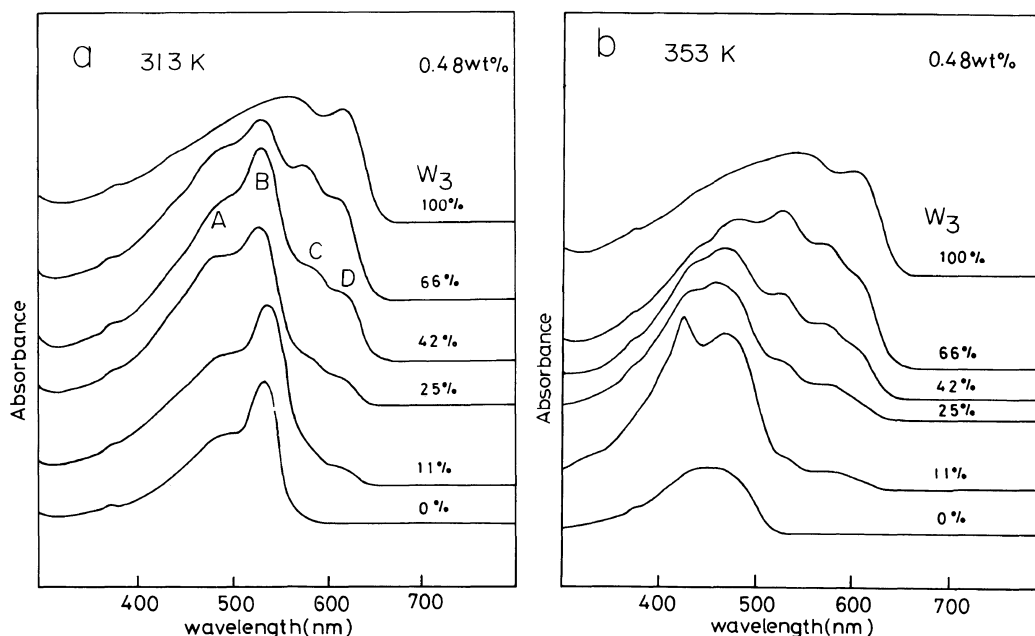 a 313 K 0.48wt%
W3
100%
A B C D
66%
42%
25%
11%
0%
Absorbance
400 500 600 700
wavelength(nm)
b 353 K 0.48wt%
W3
100%
66%
42%
25%
11%
0%
Absorbance
400 500 600 700
wavelength(nm)